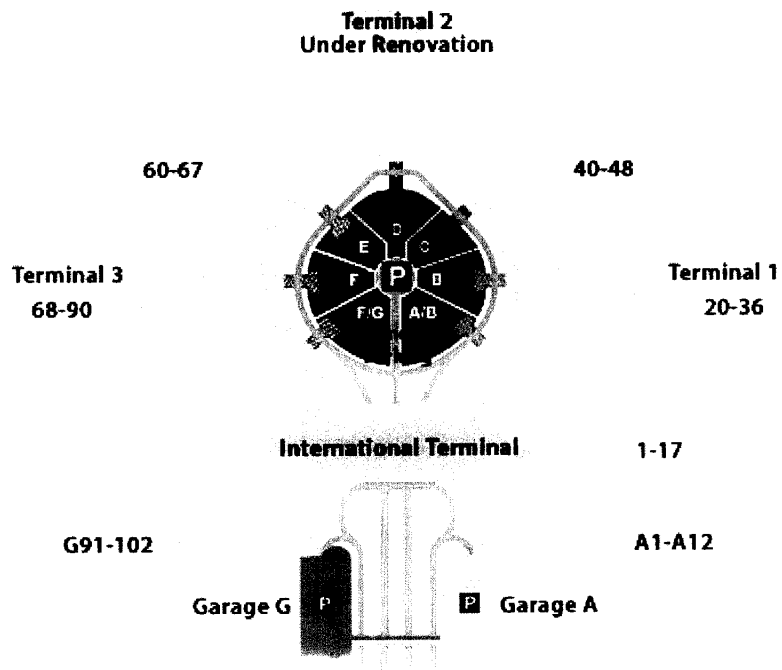 Terminal 2
Under Renovation
60-67
40-48
D
E
C
Terminal 3
68-90
F
P
B
Terminal 1
20-36
F/G
A/B
International Terminal
1-17
G91-102
A1-A12
Garage G
P
P
Garage A